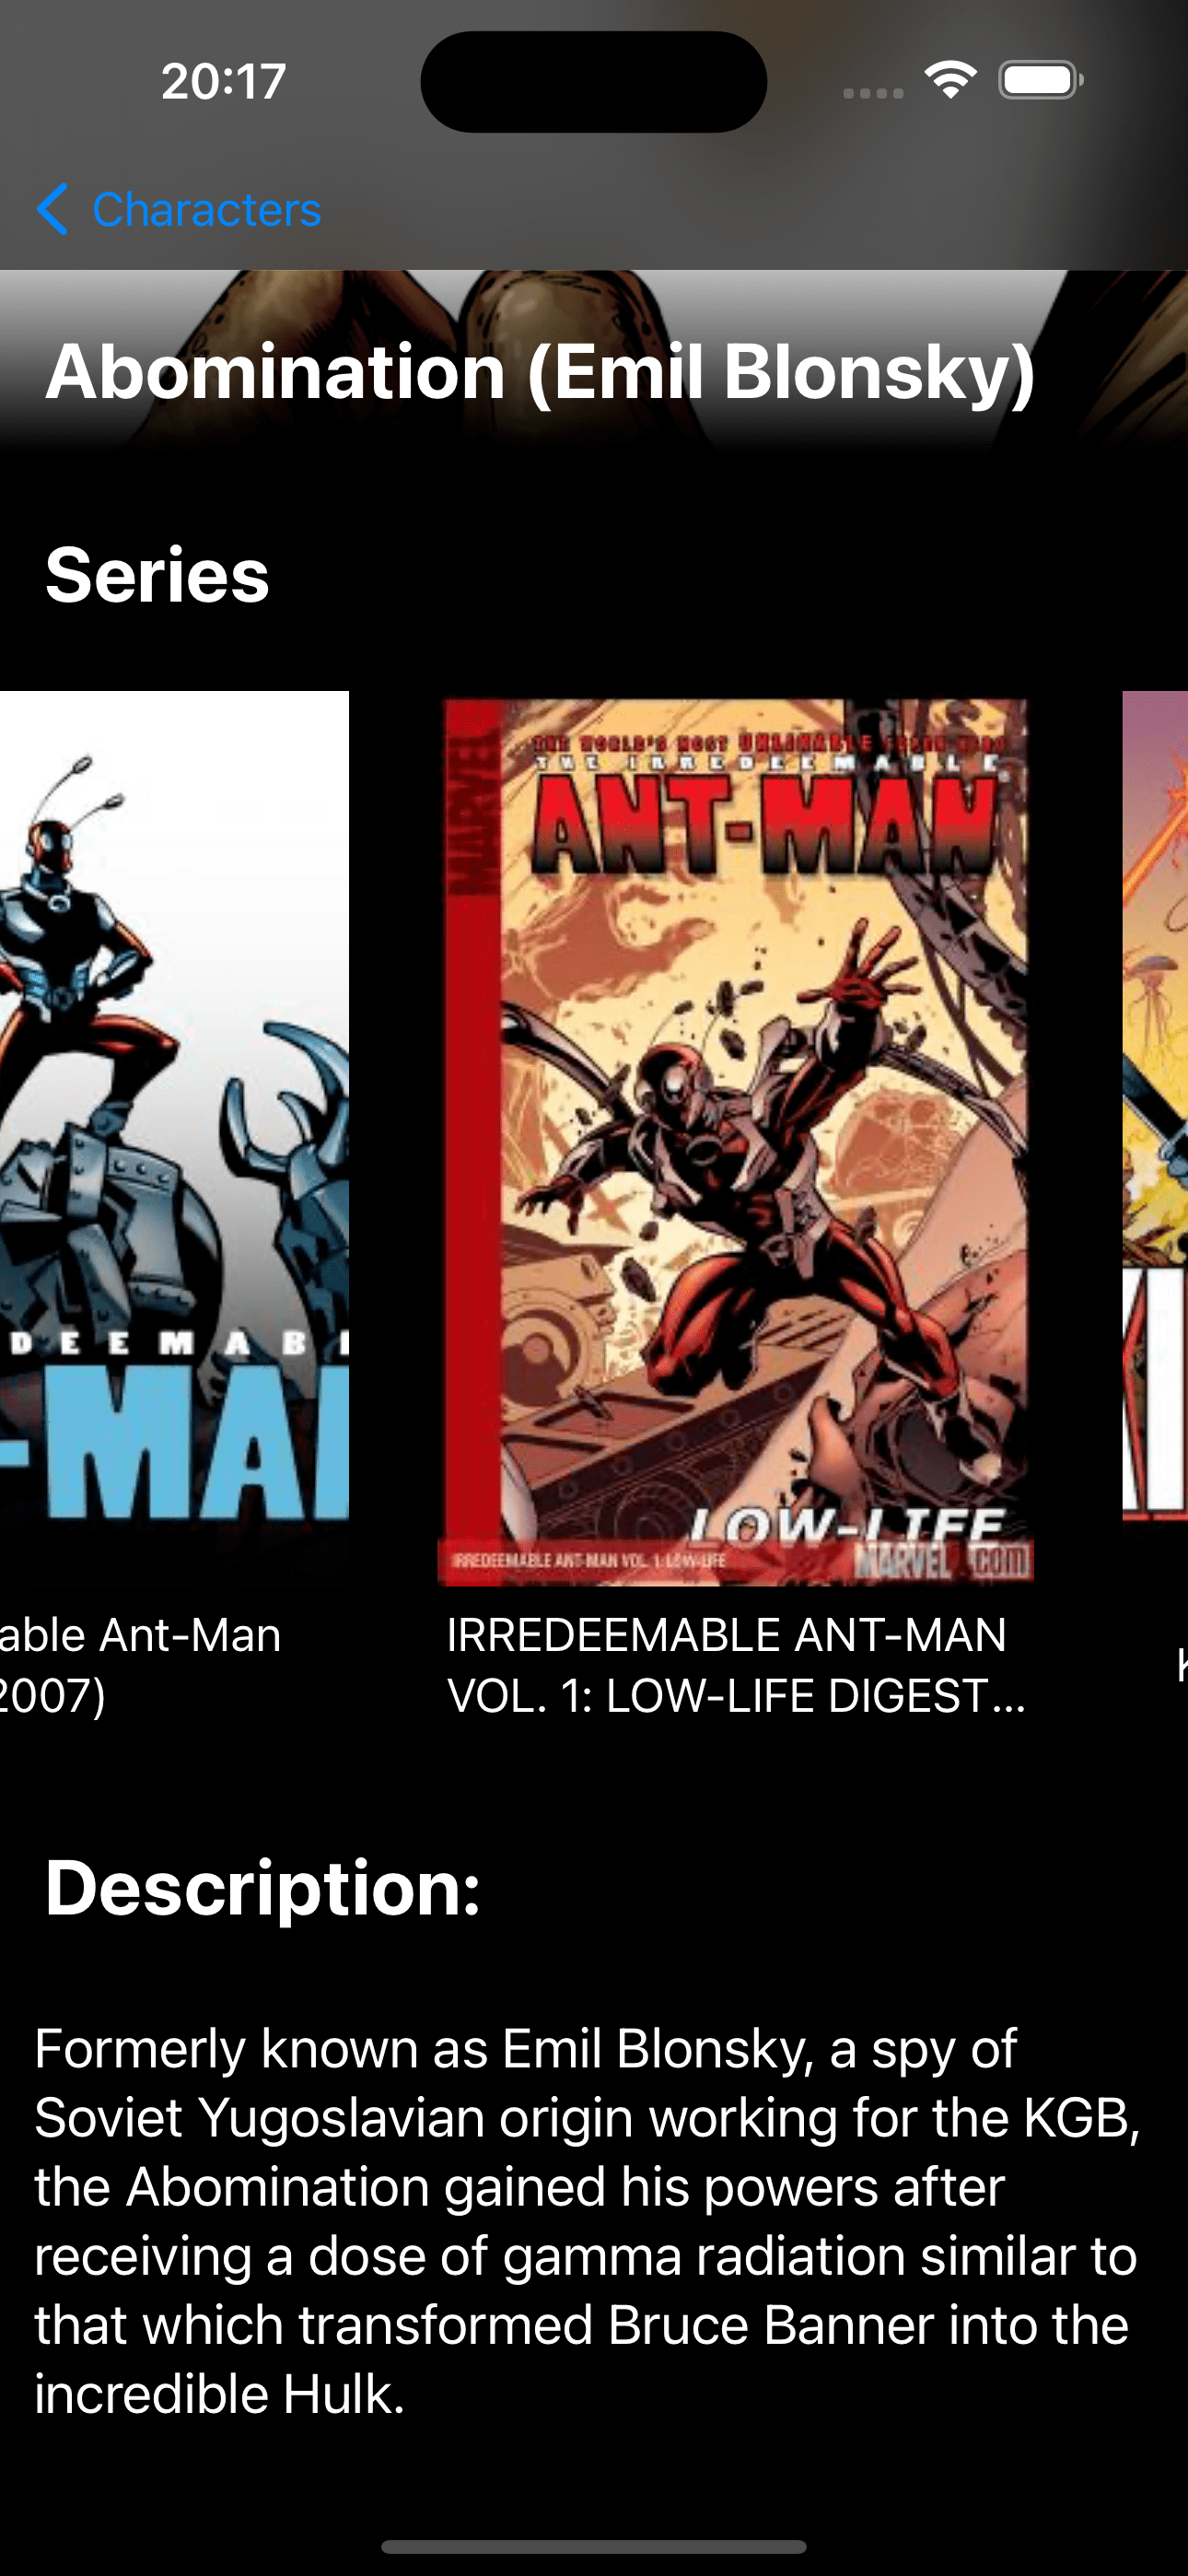 20:17
Characters
Abomination (Emil Blonsky)
Series
MARVEL
THE WORLD'S MOST UNLIKABLE SUPER HERO
THE IRREDEEMABLE
ANT-MAN
LOW-LIFE
IRREDEEMABLE ANT-MAN VOL. 1: LOW-LIFE
MARVEL.COM
DEEMAB
-MAN
able Ant-Man
2007)
IRREDEEMABLE ANT-MAN
VOL. 1: LOW-LIFE DIGEST...
Description:
Formerly known as Emil Blonsky, a spy of
Soviet Yugoslavian origin working for the KGB,
the Abomination gained his powers after
receiving a dose of gamma radiation similar to
that which transformed Bruce Banner into the
incredible Hulk.